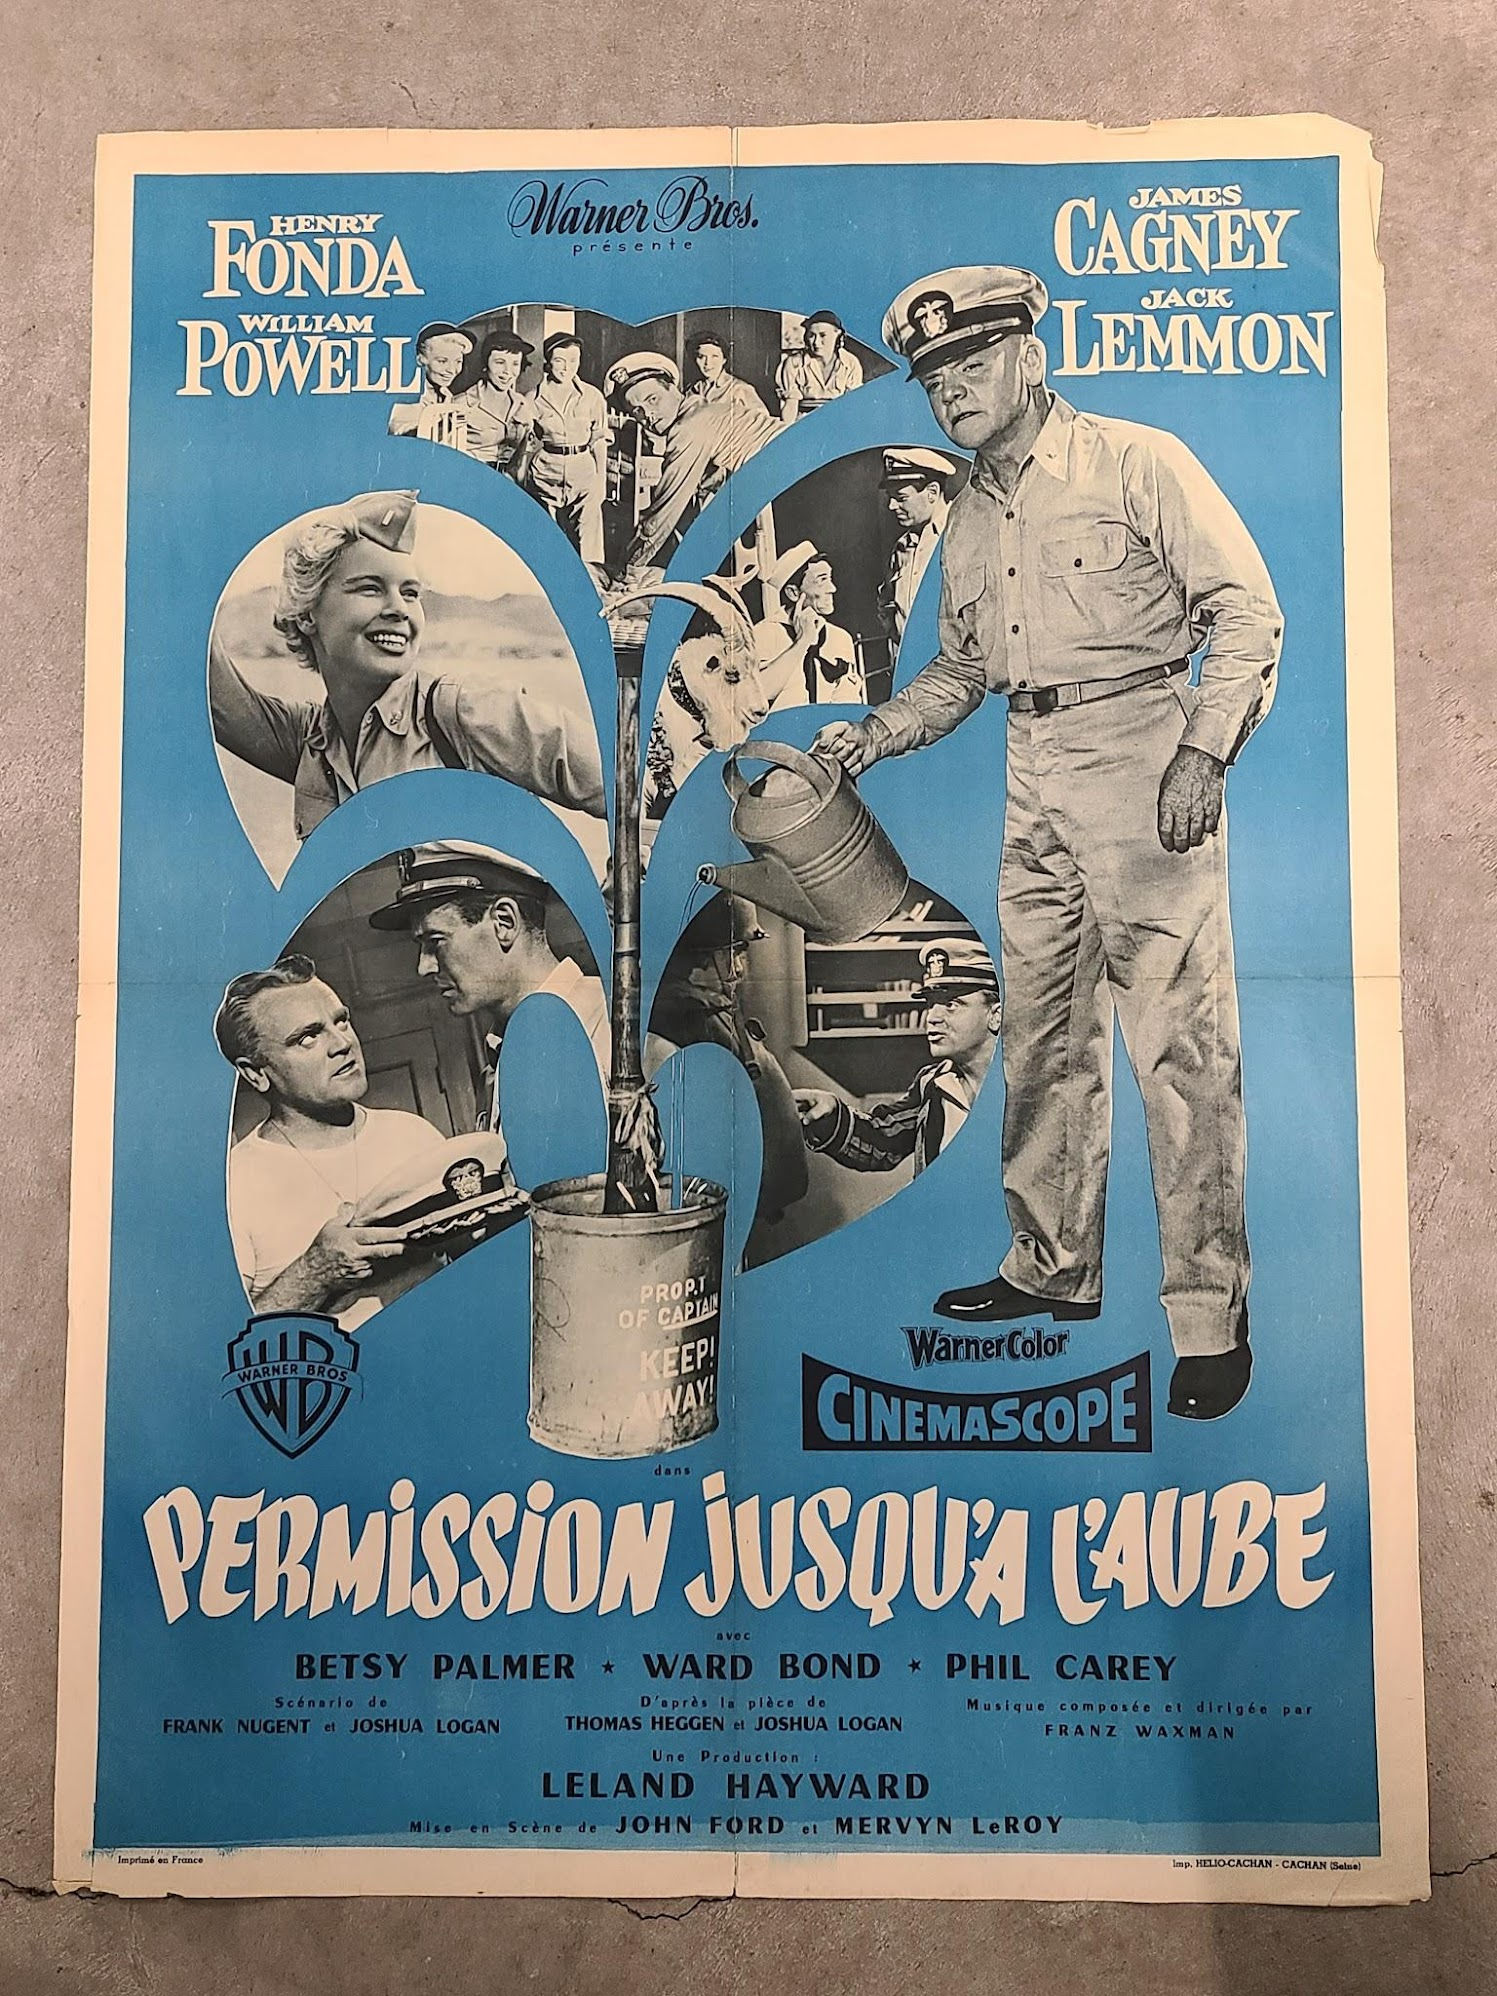 Warner Bros.
présente
HENRY
FONDA
WILLIAM
POWELL
JAMES
CAGNEY
JACK
LEMMON
PROP.T
OF CAPTAIN
KEEP!
AWAY!
WB
WARNER BROS
WarnerColor
CINEMASCOPE
dans
PERMISSION JUSQU'A L'AUBE
avec
BETSY PALMER ★ WARD BOND ★ PHIL CAREY
Scénario de
FRANK NUGENT et JOSHUA LOGAN
D'après la pièce de
THOMAS HEGGEN et JOSHUA LOGAN
Musique composée et dirigée par
FRANZ WAXMAN
Une Production :
LELAND HAYWARD
Mise en Scène de JOHN FORD et MERVYN LeROY
Imprimé en France
Imp. HELIO-CACHAN - CACHAN (Seine)